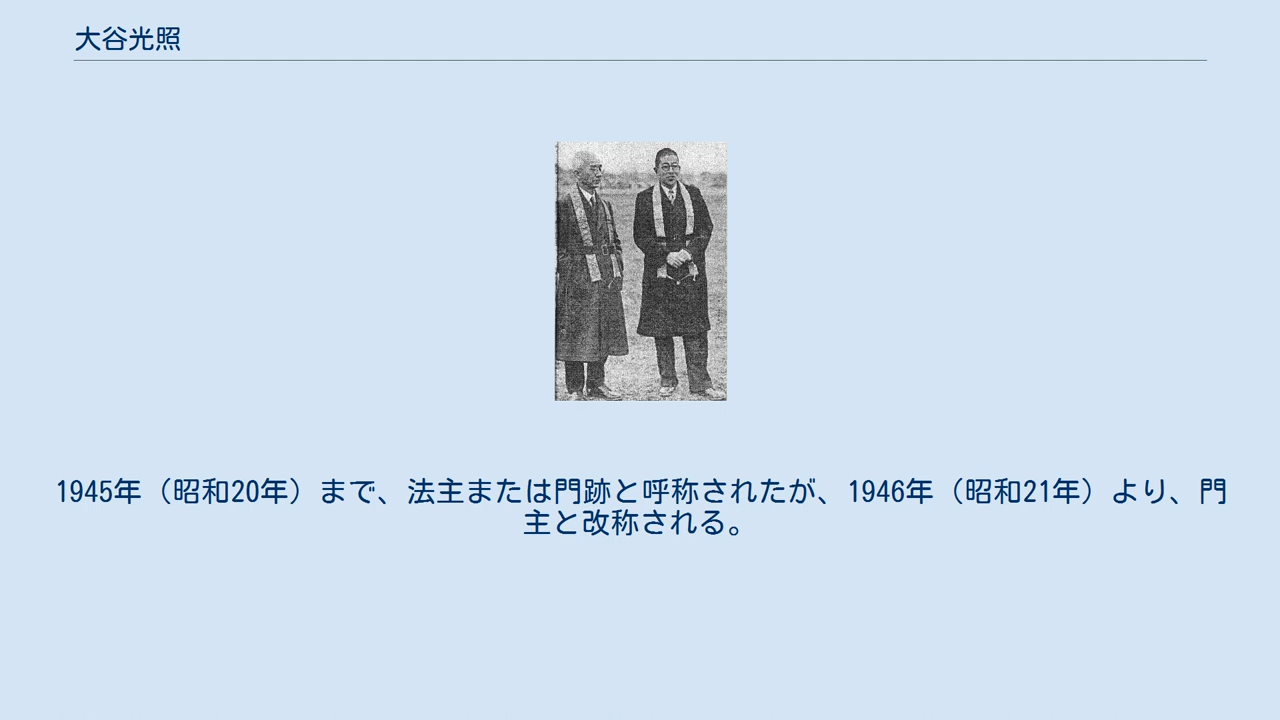 大谷光照
1945年（昭和20年）まで、法主または門跡と呼称されたが、1946年（昭和21年）より、門
主と改称される。